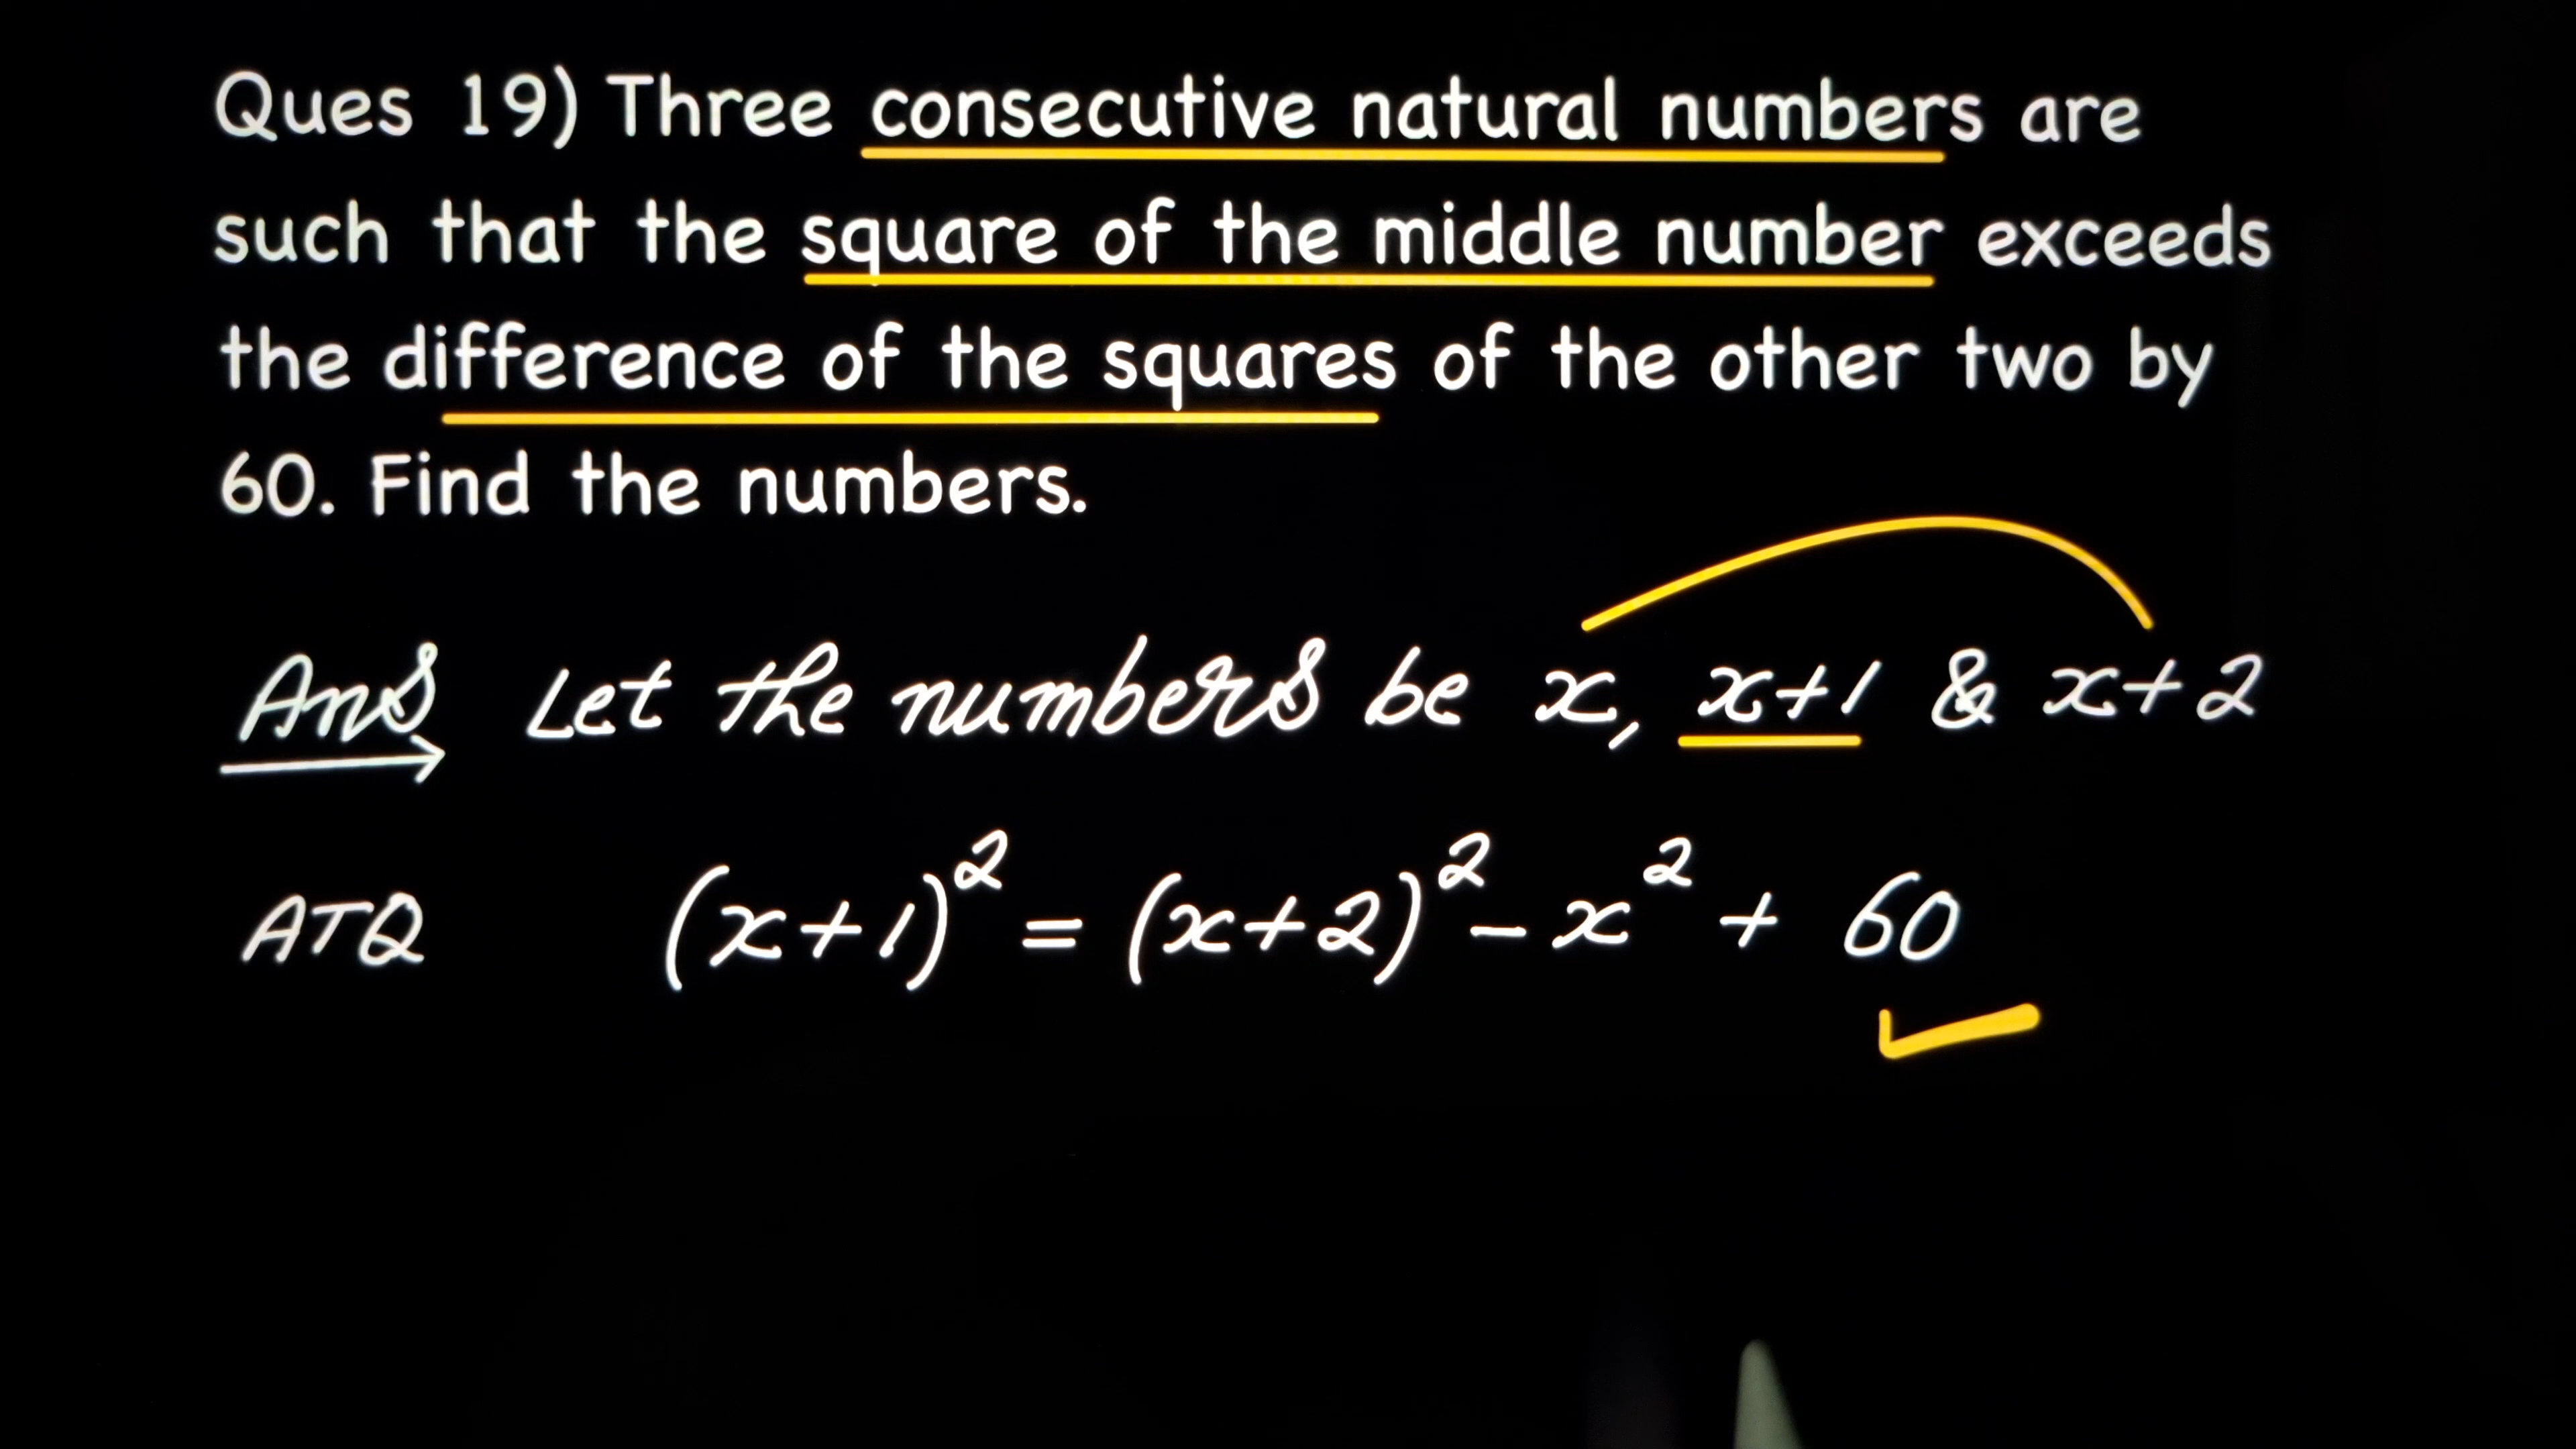 Ques 19) Three consecutive natural numbers are
such that the square of the middle number exceeds
the difference of the squares of the other two by
60. Find the numbers.
Ans Let the numbers be x, x+1 & x+2
ATQ (x+1)² = (x+2)² - x² + 60